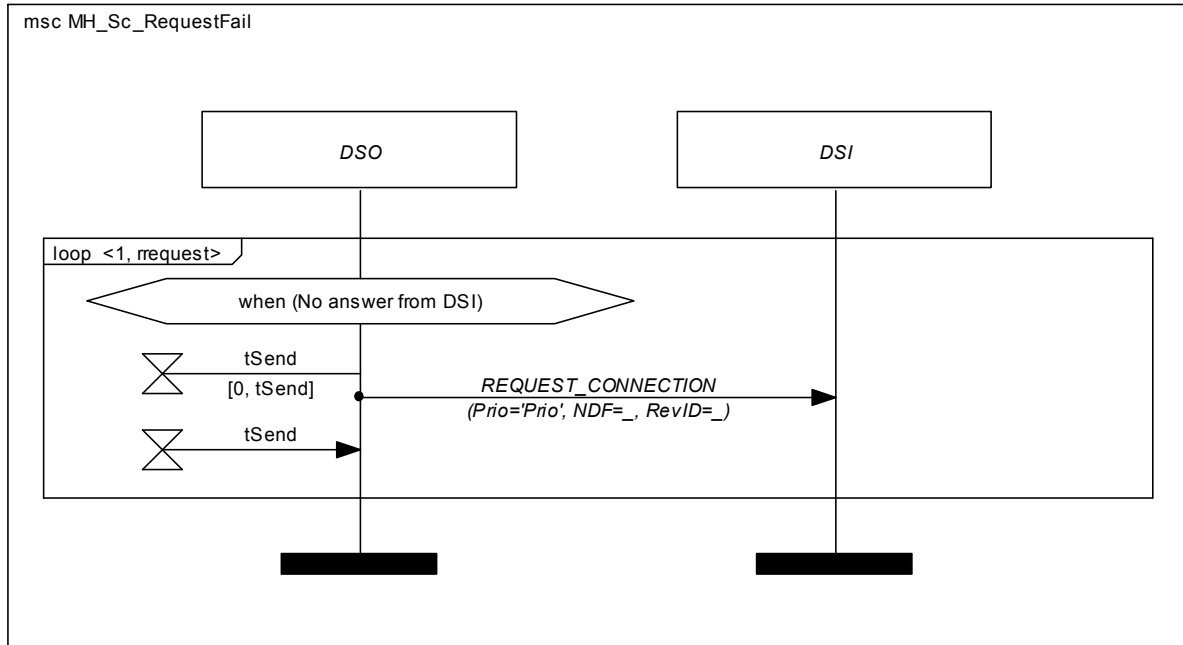 msc MH_Sc_RequestFail
DSO
DSI
loop <1, rrequest>
when (No answer from DSI)
tSend
[0, tSend]
REQUEST_CONNECTION
(Prio='Prio', NDF=_, RevID=_)
tSend